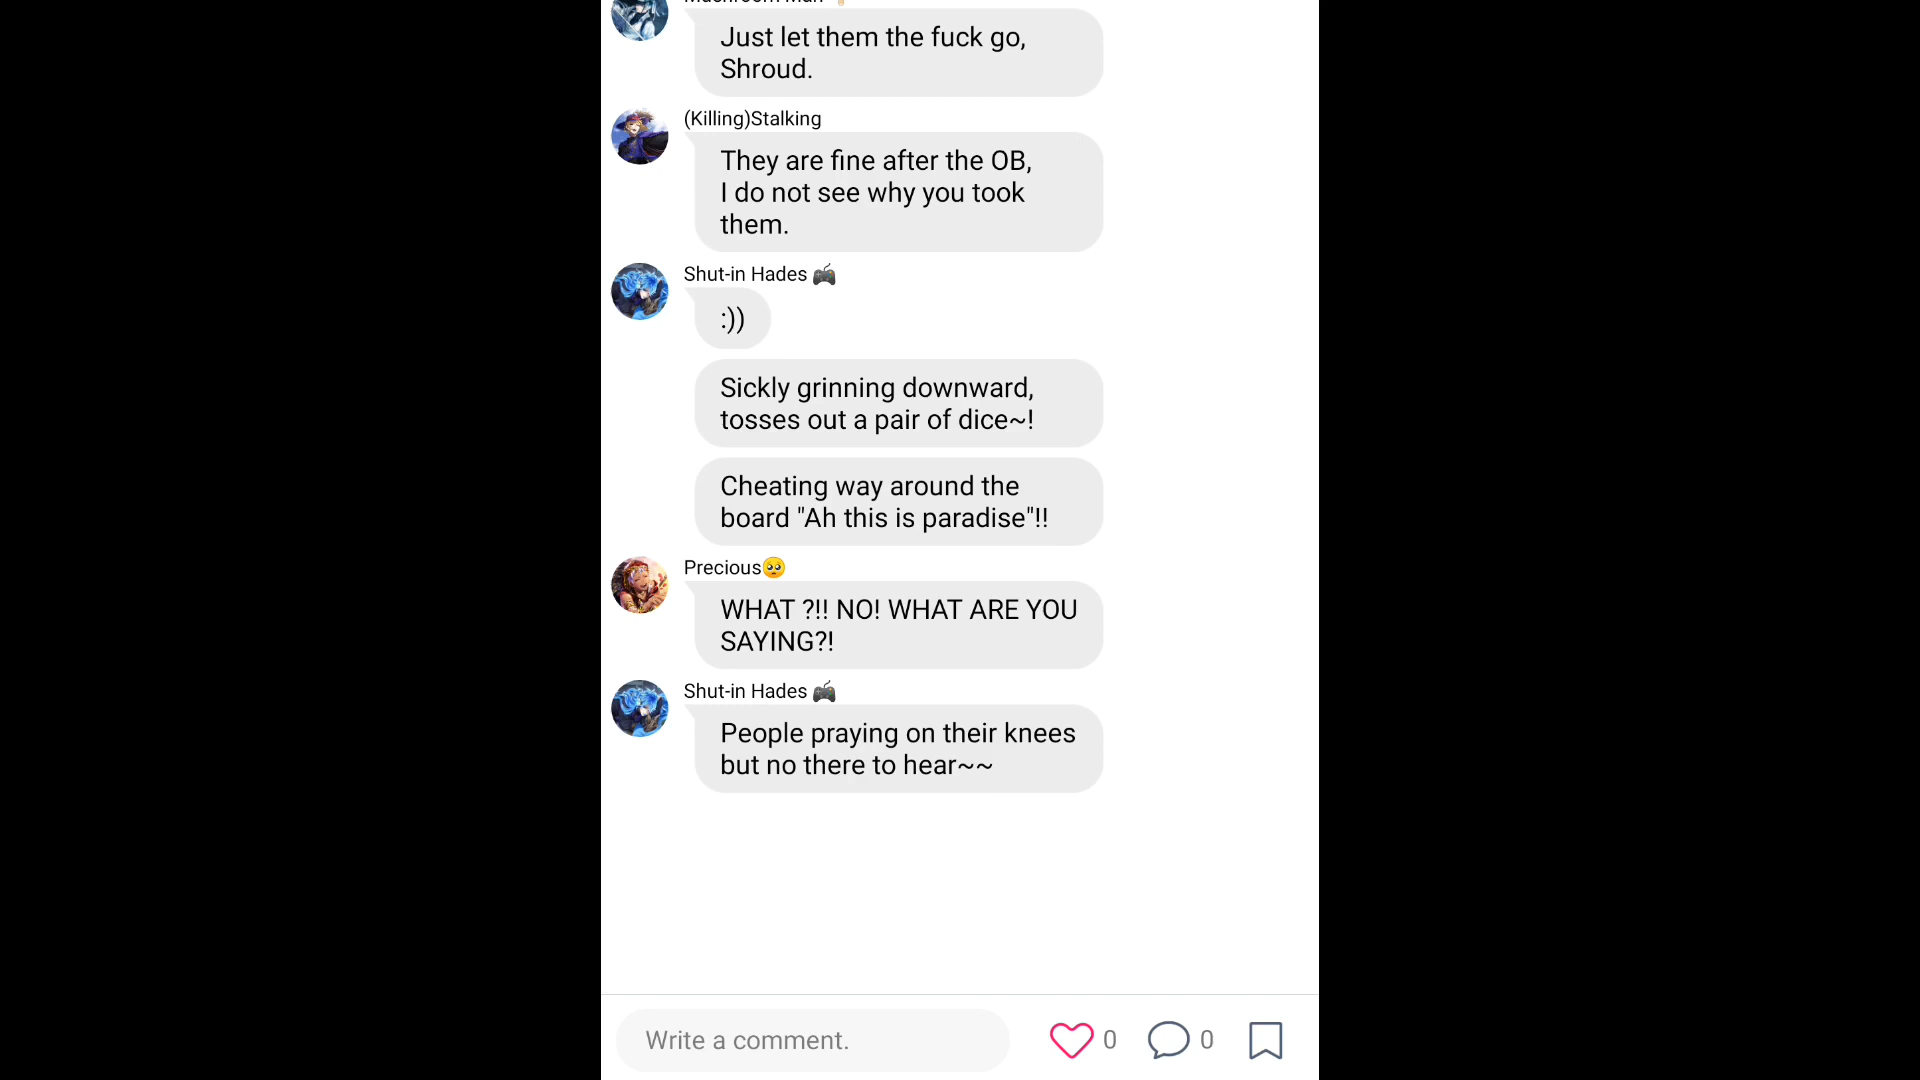 Just let them the fuck go,
Shroud.
(Killing)Stalking
They are fine after the OB,
I do not see why you took
them.
Shut-in Hades 🎮
:))
Sickly grinning downward,
tosses out a pair of dice~!
Cheating way around the
board "Ah this is paradise"!!
Precious🥺
WHAT ?!! NO! WHAT ARE YOU
SAYING?!
Shut-in Hades 🎮
People praying on their knees
but no there to hear~~
Write a comment.
0
0